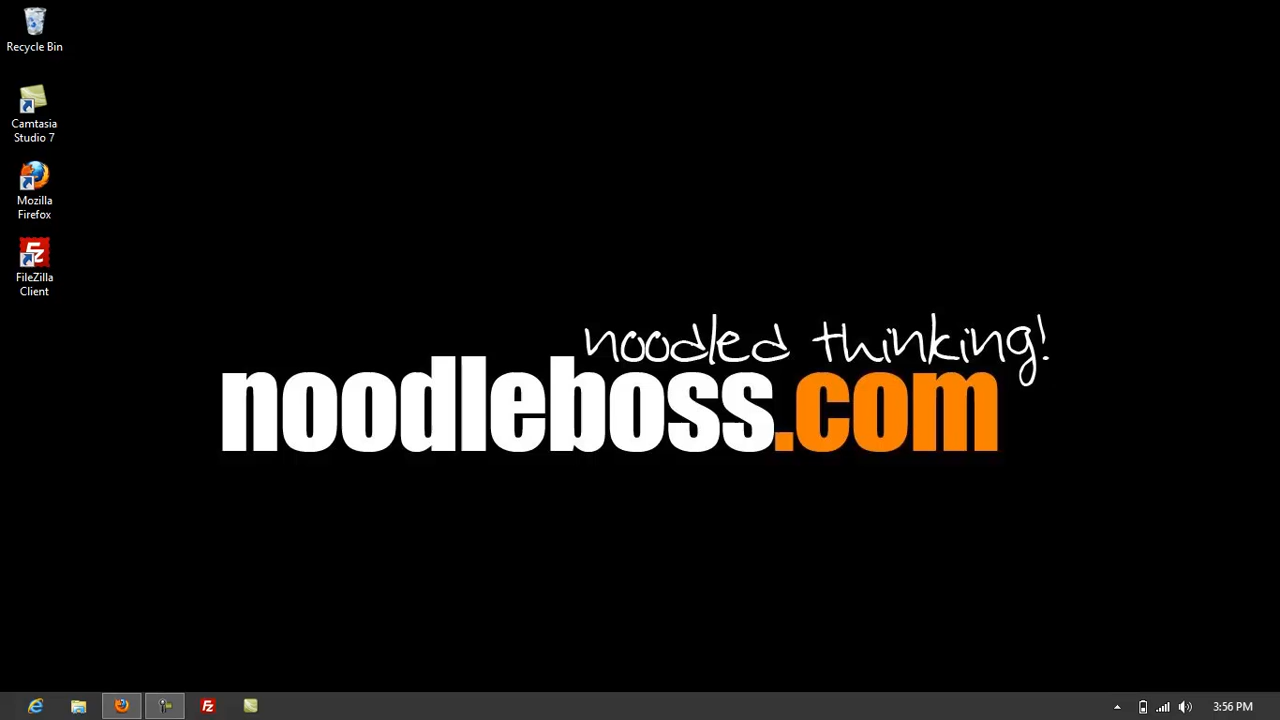 Recycle Bin
Camtasia
Studio 7
Mozilla
Firefox
FileZilla
Client
noodled thinking!
noodleboss.com
3:56 PM